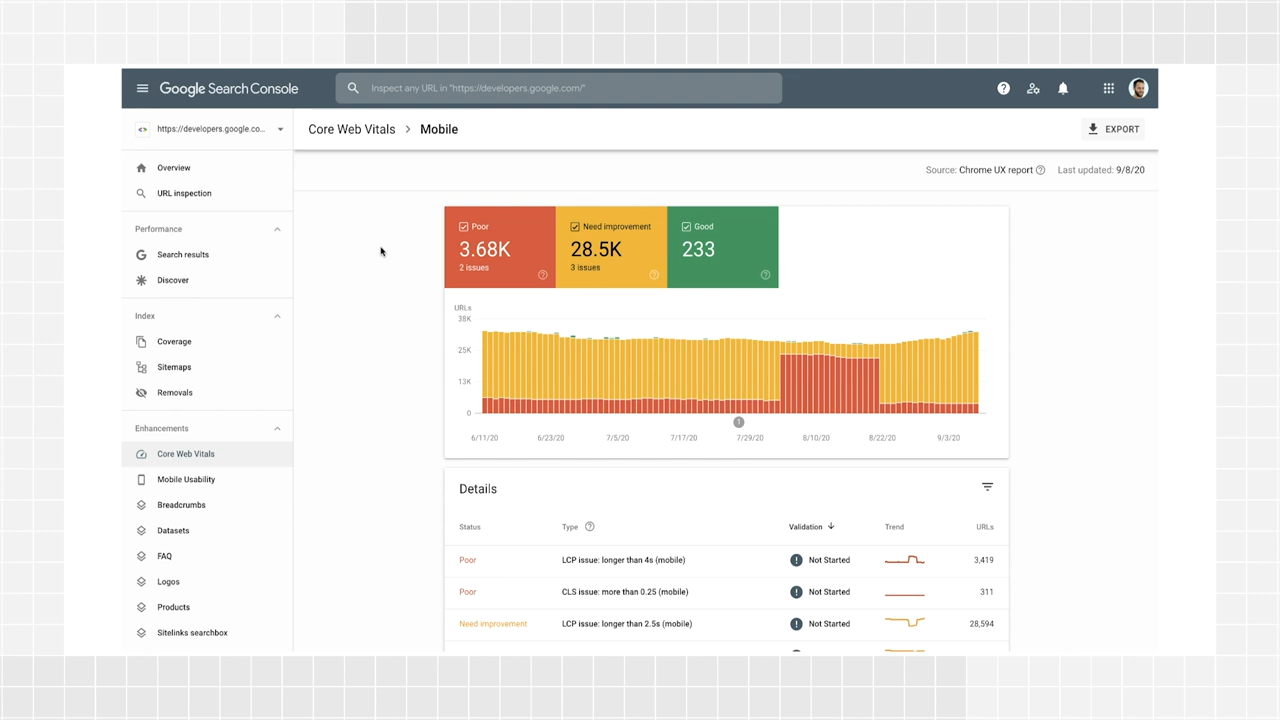 Google Search Console
Inspect any URL in "https://developers.google.com/"
https://developers.google.co...
Core Web Vitals > Mobile
EXPORT
Overview
URL inspection
Performance
Search results
Discover
Index
Coverage
Sitemaps
Removals
Enhancements
Core Web Vitals
Mobile Usability
Breadcrumbs
Datasets
FAQ
Logos
Products
Sitelinks searchbox
Source: Chrome UX report Last updated: 9/8/20
Poor
3.68K
2 issues
Need improvement
28.5K
3 issues
Good
233
URLs
38K
25K
13K
0
1
6/11/20 6/23/20 7/5/20 7/17/20 7/29/20 8/10/20 8/22/20 9/3/20
Details
Status Type Validation Trend URLs
Poor LCP issue: longer than 4s (mobile) Not Started 3,419
Poor CLS issue: more than 0.25 (mobile) Not Started 311
Need improvement LCP issue: longer than 2.5s (mobile) Not Started 28,594